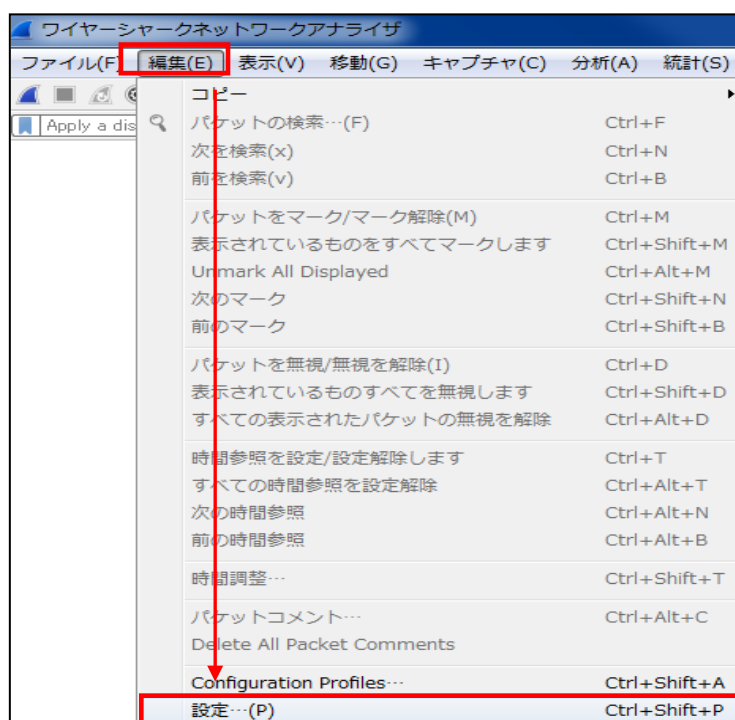 ワイヤーシャークネットワークアナライザ
ファイル(F) 編集(E) 表示(V) 移動(G) キャプチャ(C) 分析(A) 統計(S)
Apply a dis
コピー
パケットの検索…(F) Ctrl+F
次を検索(x) Ctrl+N
前を検索(v) Ctrl+B
パケットをマーク/マーク解除(M) Ctrl+M
表示されているものをすべてマークします Ctrl+Shift+M
Unmark All Displayed Ctrl+Alt+M
次のマーク Ctrl+Shift+N
前のマーク Ctrl+Shift+B
パケットを無視/無視を解除(I) Ctrl+D
表示されているものすべてを無視します Ctrl+Shift+D
すべての表示されたパケットの無視を解除 Ctrl+Alt+D
時間参照を設定/設定解除します Ctrl+T
すべての時間参照を設定解除 Ctrl+Alt+T
次の時間参照 Ctrl+Alt+N
前の時間参照 Ctrl+Alt+B
時間調整… Ctrl+Shift+T
パケットコメント… Ctrl+Alt+C
Delete All Packet Comments
Configuration Profiles… Ctrl+Shift+A
設定…(P) Ctrl+Shift+P